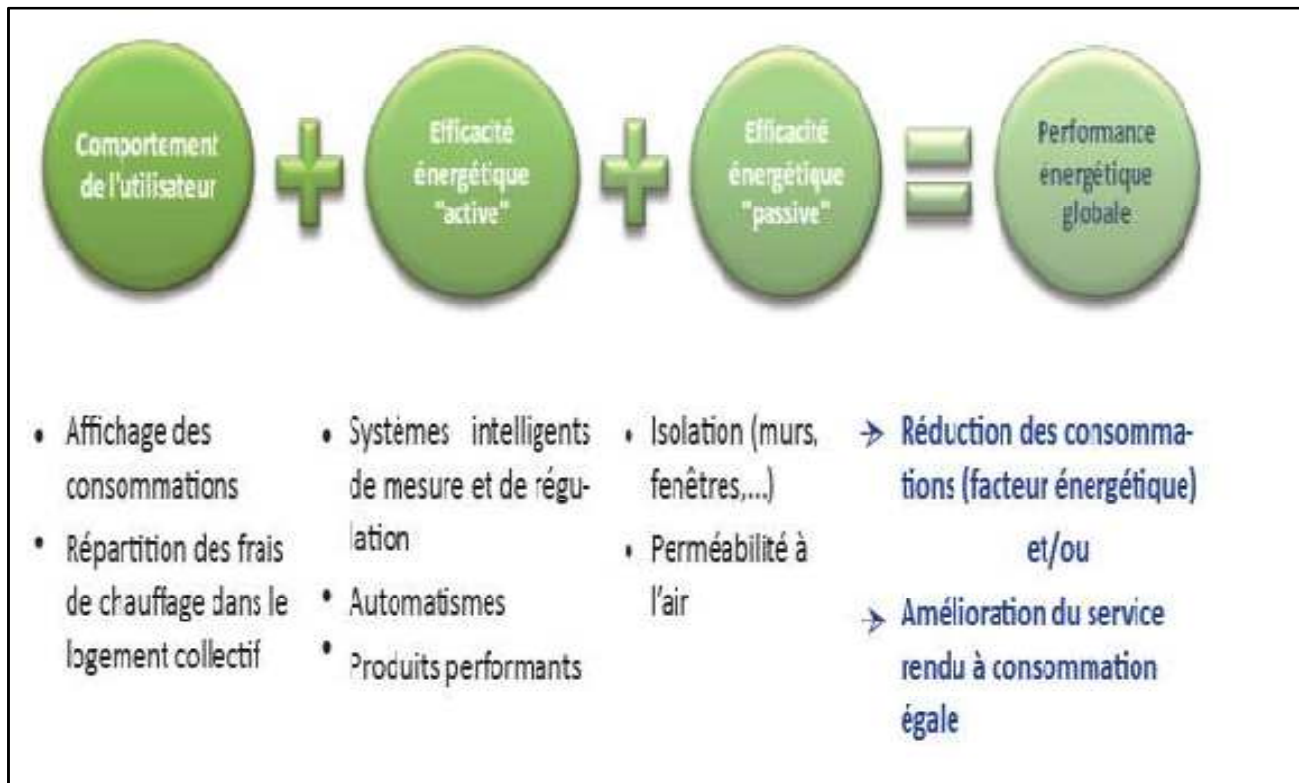 Comportement
de l'utilisateur
Efficacité
énergétique
"active"
Efficacité
énergétique
"passive"
Performance
énergétique
globale
• Affichage des
consommations
• Répartition des frais
de chauffage dans le
logement collectif
• Systèmes intelligents
de mesure et de régu-
lation
• Automatismes
• Produits performants
• Isolation (murs,
fenêtres,...)
• Perméabilité à
l'air
→ Réduction des consomma-
tions (facteur énergétique)
et/ou
→ Amélioration du service
rendu à consommation
égale